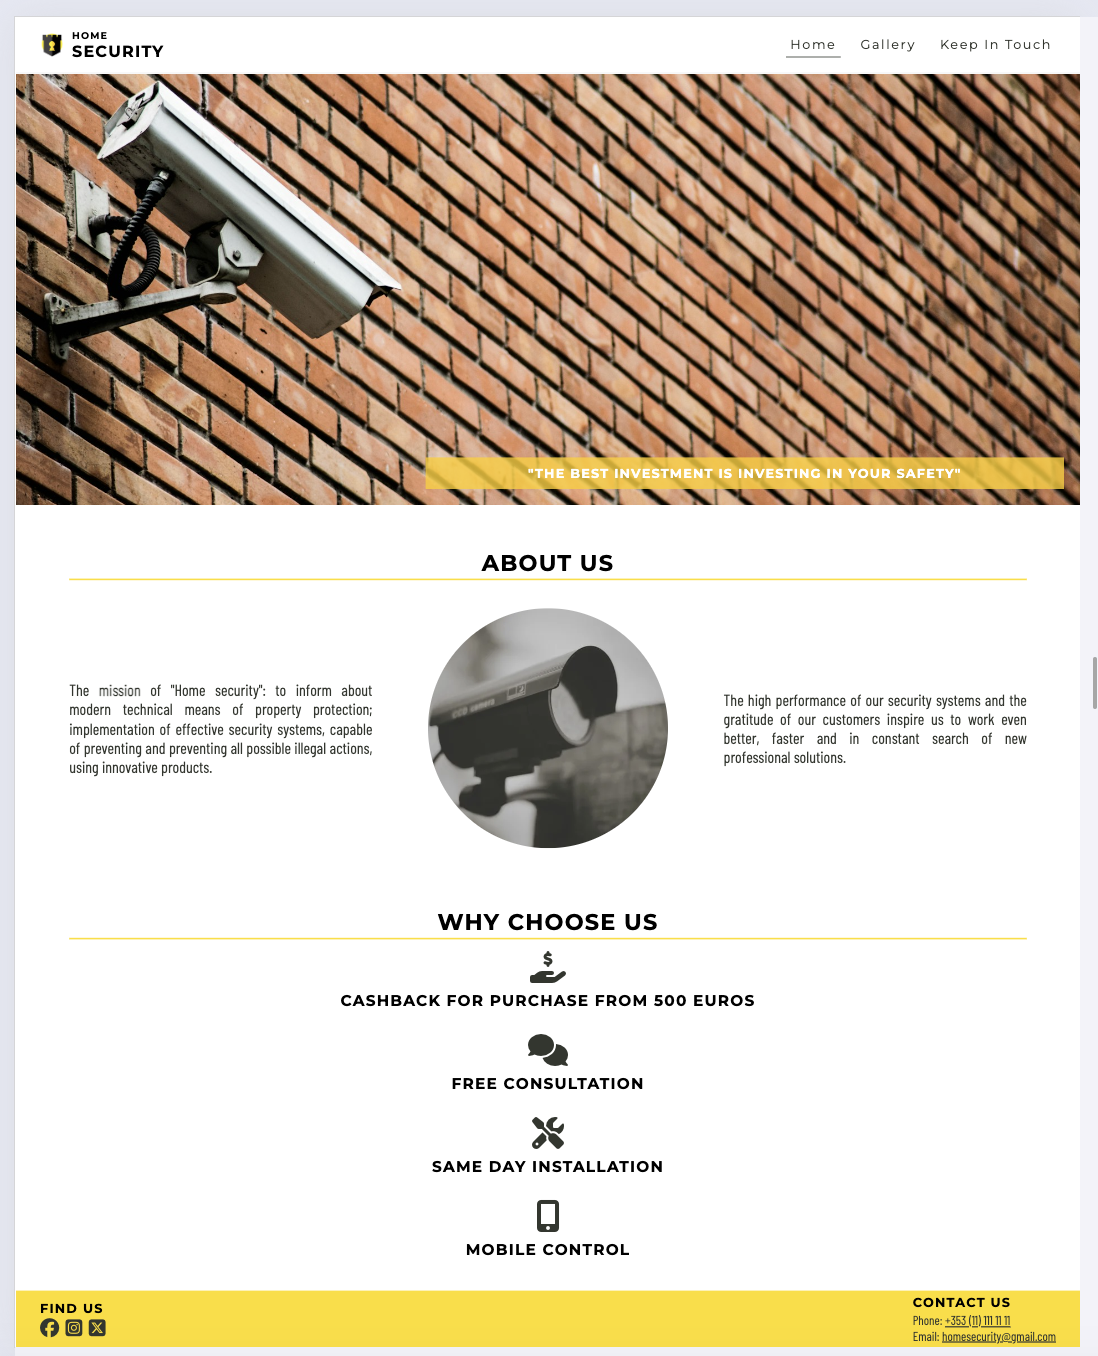 HOME
SECURITY
Home Gallery Keep In Touch
"THE BEST INVESTMENT IS INVESTING IN YOUR SAFETY"
ABOUT US
The mission of "Home security": to inform about
modern technical means of property protection;
implementation of effective security systems, capable
of preventing and preventing all possible illegal actions,
using innovative products.
CCD camera
The high performance of our security systems and the
gratitude of our customers inspire us to work even
better, faster and in constant search of new
professional solutions.
WHY CHOOSE US
CASHBACK FOR PURCHASE FROM 500 EUROS
FREE CONSULTATION
SAME DAY INSTALLATION
MOBILE CONTROL
FIND US
CONTACT US
Phone: +353 (11) 111 11 11
Email: homesecurity@gmail.com